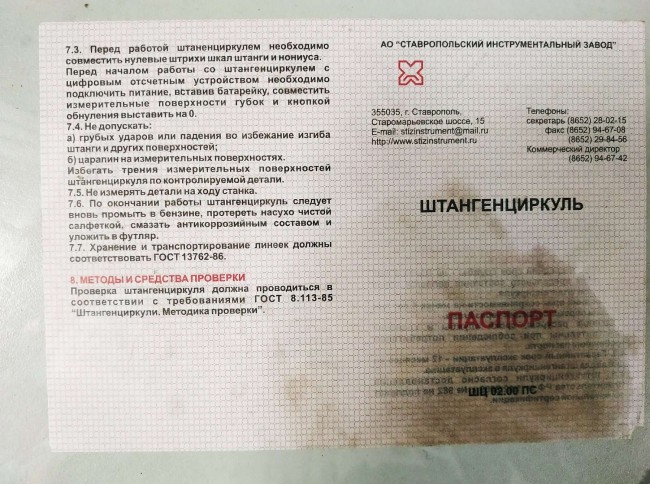 7.3. Перед работой штаненциркулем необходимо
совместить нулевые штрихи шкал штанги и нониуса.
Перед началом работы со штангенциркулем с
цифровым отсчетным устройством необходимо
подключить питание, вставив батарейку, совместить
измерительные поверхности губок и кнопкой
обнуления выставить на 0.
7.4. Не допускать:
а) грубых ударов или падения во избежание изгиба
штанги и других поверхностей;
б) царапин на измерительных поверхностях.
Избегать трения измерительных поверхностей
штангенциркуля по контролируемой детали.
7.5. Не измерять детали на ходу станка.
7.6. По окончании работы штангенциркуль следует
вновь промыть в бензине, протереть насухо чистой
салфеткой, смазать антикоррозийным составом и
уложить в футляр.
7.7. Хранение и транспортирование линеек должны
соответствовать ГОСТ 13762-86.
8. МЕТОДЫ И СРЕДСТВА ПРОВЕРКИ
Проверка штангенциркуля должна проводиться в
соответствии с требованиями ГОСТ 8.113-85
"Штангенциркули. Методика проверки".
АО "СТАВРОПОЛЬСКИЙ ИНСТРУМЕНТАЛЬНЫЙ ЗАВОД"
355035, г. Ставрополь,
Старомарьевское шоссе, 15
E-mail: stizinstrument@mail.ru
http://www.stizinstrument.ru
Телефоны:
секретарь (8652) 28-02-15
факс (8652) 94-67-08
(8652) 29-84-56
Коммерческий директор
(8652) 94-67-42
ШТАНГЕНЦИРКУЛЬ
ПАСПОРТ
ШЦ 02.00 ПС